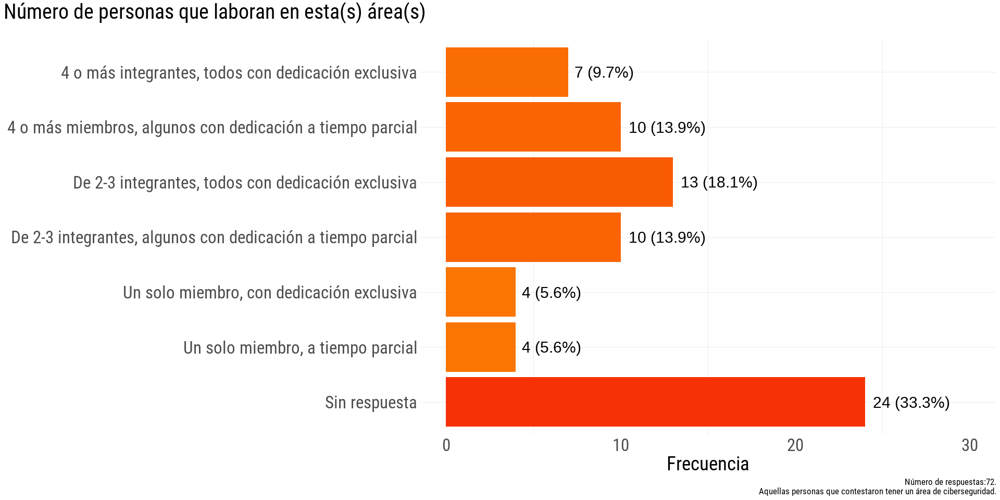 Número de personas que laboran en esta(s) área(s)
4 o más integrantes, todos con dedicación exclusiva
7 (9.7%)
4 o más miembros, algunos con dedicación a tiempo parcial
10 (13.9%)
De 2-3 integrantes, todos con dedicación exclusiva
13 (18.1%)
De 2-3 integrantes, algunos con dedicación a tiempo parcial
10 (13.9%)
Un solo miembro, con dedicación exclusiva
4 (5.6%)
Un solo miembro, a tiempo parcial
4 (5.6%)
Sin respuesta
24 (33.3%)
0 10 20 30
Frecuencia
Número de respuestas:72.
Aquellas personas que contestaron tener un área de ciberseguridad.